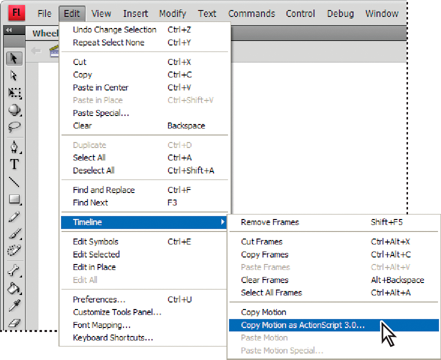 Fl File Edit View Insert Modify Text Commands Control Debug Window
Undo Change Selection Ctrl+Z
Repeat Select None Ctrl+Y
Whee
Cut Ctrl+X
Copy Ctrl+C
Paste in Center Ctrl+V
Paste in Place Ctrl+Shift+V
Paste Special...
Clear Backspace
Duplicate Ctrl+D
Select All Ctrl+A
Deselect All Ctrl+Shift+A
Find and Replace Ctrl+F
Find Next F3
Timeline
Edit Symbols Ctrl+E
Edit Selected
Edit in Place
Edit All
Preferences... Ctrl+U
Customize Tools Panel...
Font Mapping...
Keyboard Shortcuts...
Remove Frames Shift+F5
Cut Frames Ctrl+Alt+X
Copy Frames Ctrl+Alt+C
Paste Frames Ctrl+Alt+V
Clear Frames Alt+Backspace
Select All Frames Ctrl+Alt+A
Copy Motion
Copy Motion as ActionScript 3.0...
Paste Motion
Paste Motion Special...